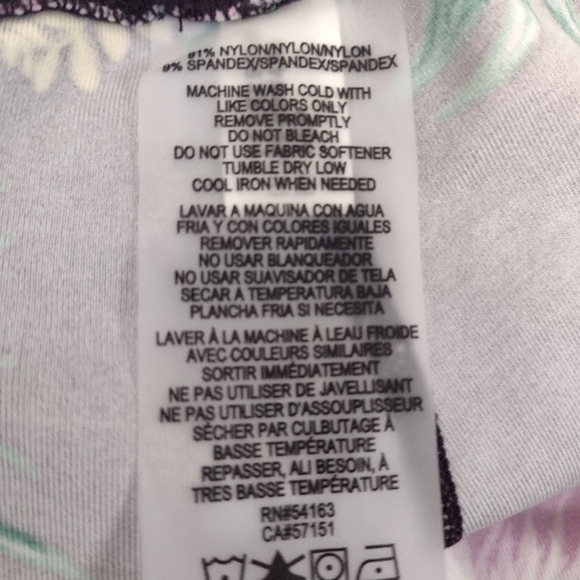 91% NYLON/NYLON/NYLON
9% SPANDEX/SPANDEX/SPANDEX
MACHINE WASH COLD WITH
LIKE COLORS ONLY
REMOVE PROMPTLY
DO NOT BLEACH
DO NOT USE FABRIC SOFTENER
TUMBLE DRY LOW
COOL IRON WHEN NEEDED
LAVAR A MAQUINA CON AGUA
FRIA Y CON COLORES IGUALES
REMOVER RAPIDAMENTE
NO USAR BLANQUEADOR
NO USAR SUAVISADOR DE TELA
SECAR A TEMPERATURA BAJA
PLANCHA FRIA SI NECESITA
LAVER À LA MACHINE À LEAU FROIDE
AVEC COULEURS SIMILAIRES
SORTIR IMMÉDIATEMENT
NE PAS UTILISER DE JAVELLISANT
NE PAS UTILISER D'ASSOUPLISSEUR
SÉCHER PAR CULBUTAGE À
BASSE TEMPÉRATURE
REPASSER, ALI BESOIN, À
TRES BASSE TEMPÉRATURE
RN#54163
CA#57151